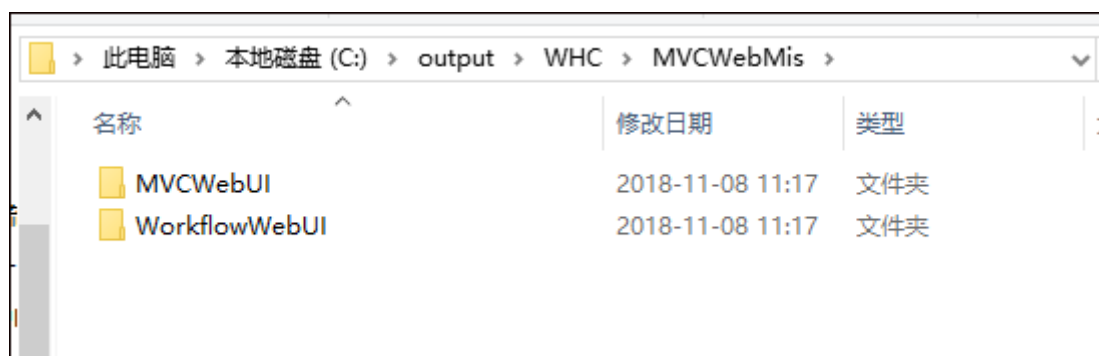 此电脑 > 本地磁盘 (C:) > output > WHC > MVCWebMis >
名称 修改日期 类型
MVCWebUI 2018-11-08 11:17 文件夹
WorkflowWebUI 2018-11-08 11:17 文件夹